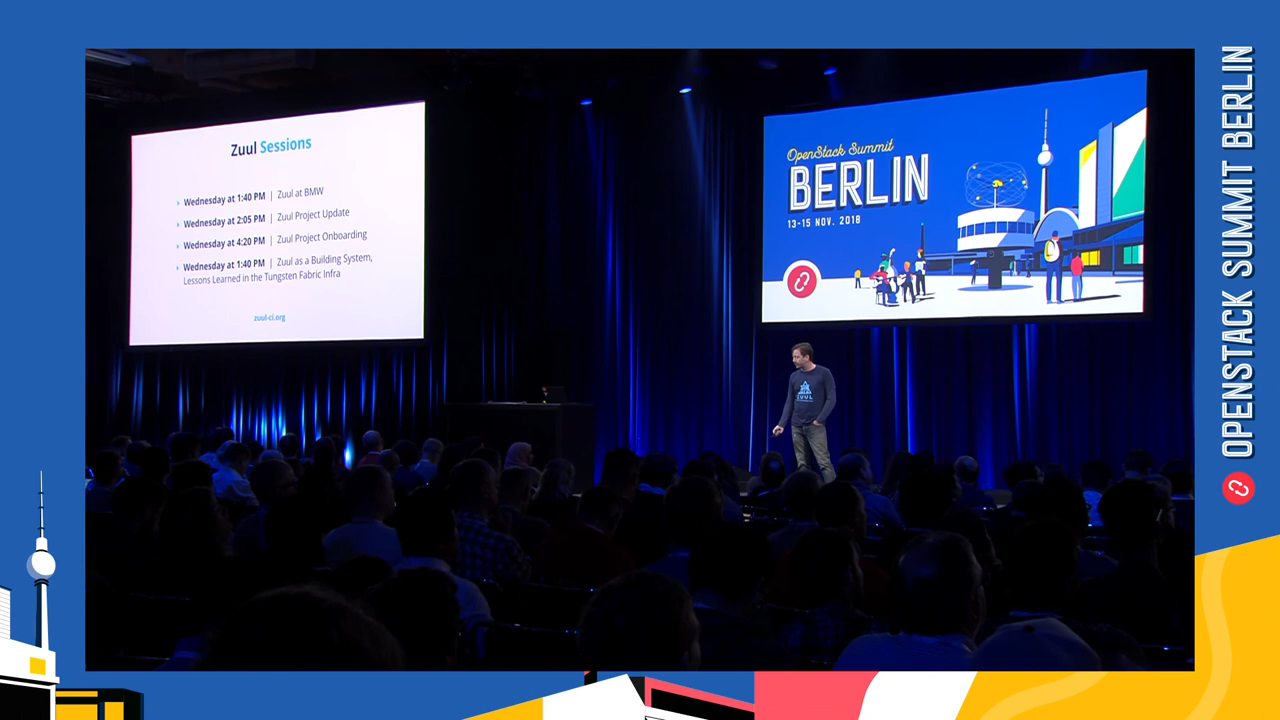 Zuul Sessions
Wednesday at 1:40 PM | Zuul at BMW
Wednesday at 2:05 PM | Zuul Project Update
Wednesday at 4:20 PM | Zuul Project Onboarding
Wednesday at 1:40 PM | Zuul as a Building System,
Lessons Learned in the Tungsten Fabric Infra
zuul-ci.org
OpenStack Summit
BERLIN
13-15 NOV. 2018
ZUUL
OPENSTACK SUMMIT BERLIN